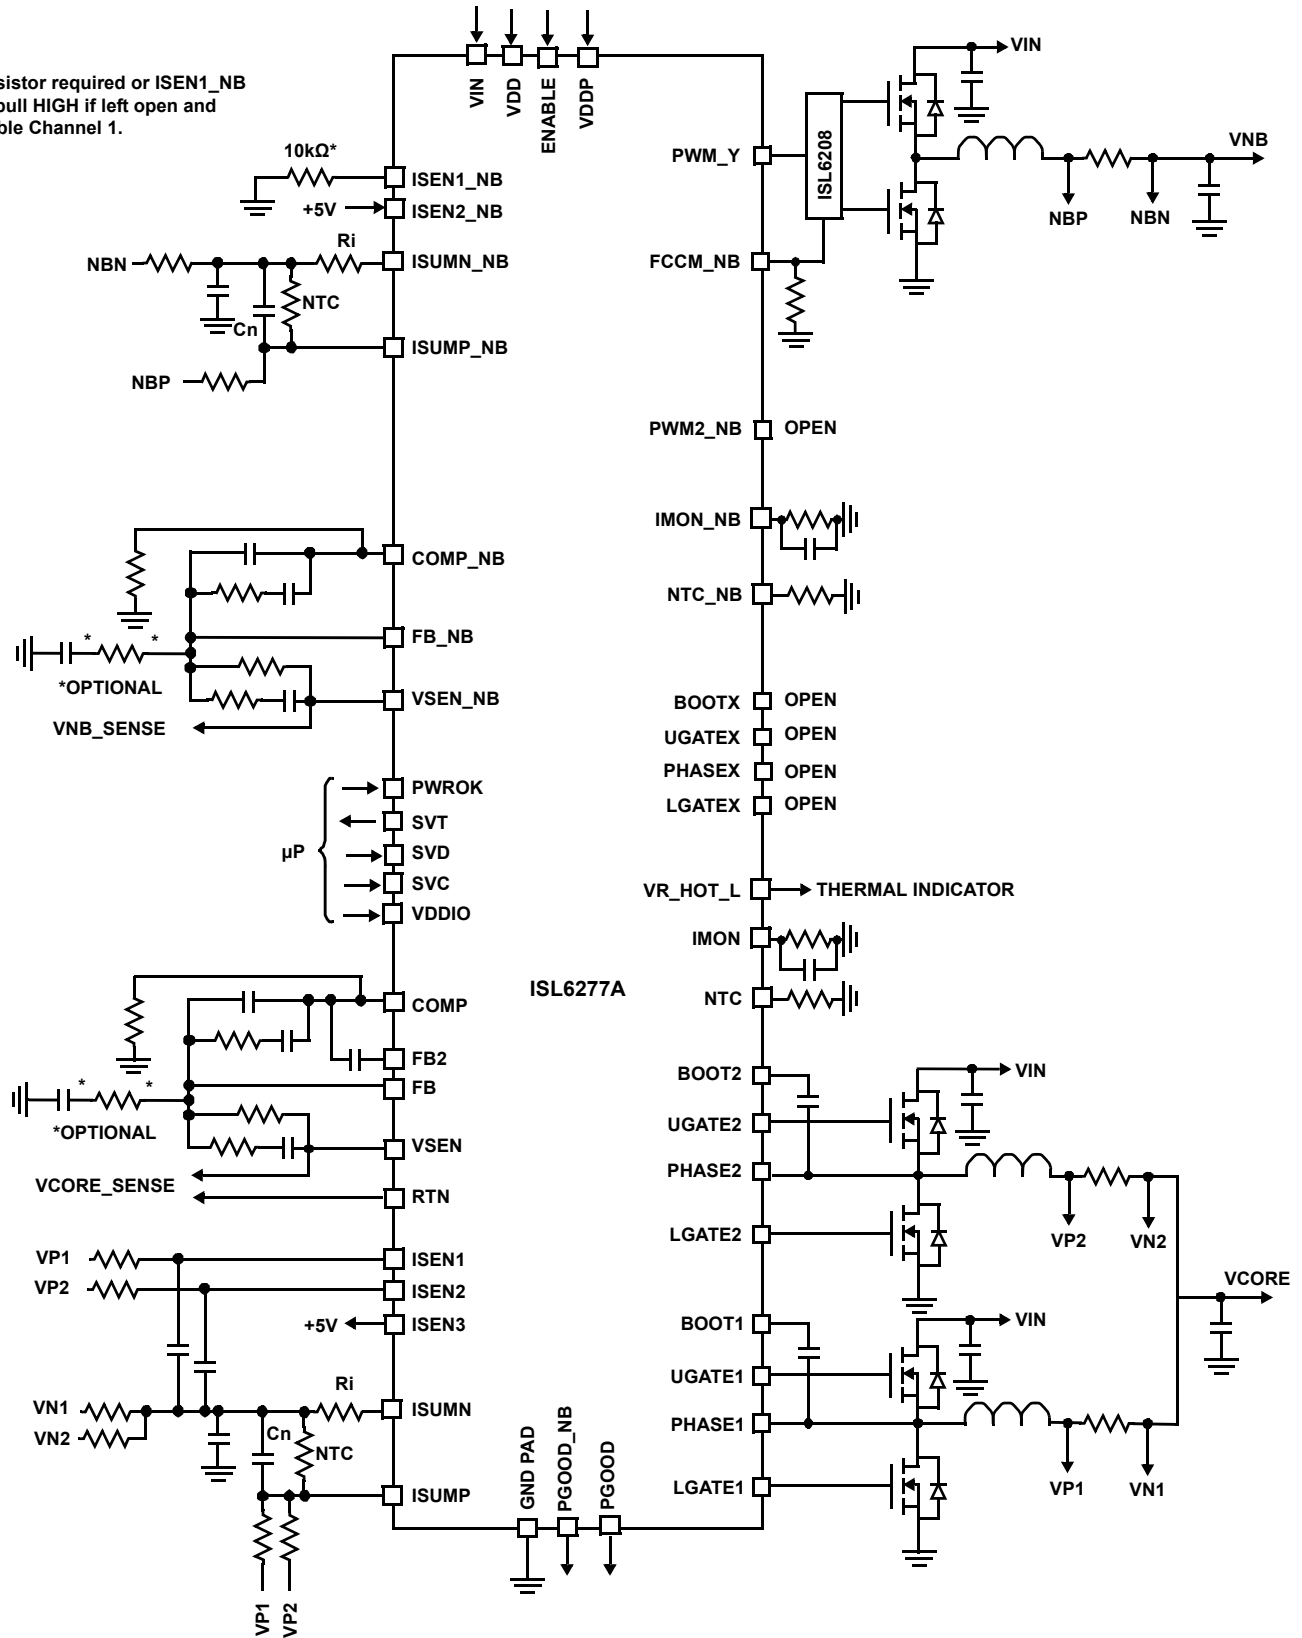 sistor required or ISEN1_NB
pull HIGH if left open and
ble Channel 1.
VIN
VDD
ENABLE
VDDP
10kΩ*
ISEN1_NB
+5V
ISEN2_NB
NBN
Ri
ISUMN_NB
NTC
Cn
ISUMP_NB
NBP
COMP_NB
FB_NB
* *
*OPTIONAL
VSEN_NB
VNB_SENSE
PWROK
SVT
µP
SVD
SVC
VDDIO
COMP
FB2
FB
* *
*OPTIONAL
VSEN
VCORE_SENSE
RTN
VP1
ISEN1
VP2
ISEN2
+5V
ISEN3
Ri
VN1
ISUMN
VN2
Cn
NTC
ISUMP
VP1
VP2
GND PAD
PGOOD_NB
PGOOD
ISL6277A
PWM_Y
ISL6208
VIN
VNB
NBP
NBN
FCCM_NB
PWM2_NB
OPEN
IMON_NB
NTC_NB
BOOTX
OPEN
UGATEX
OPEN
PHASEX
OPEN
LGATEX
OPEN
VR_HOT_L
THERMAL INDICATOR
IMON
NTC
BOOT2
VIN
UGATE2
PHASE2
LGATE2
VP2
VN2
VCORE
BOOT1
VIN
UGATE1
PHASE1
LGATE1
VP1
VN1